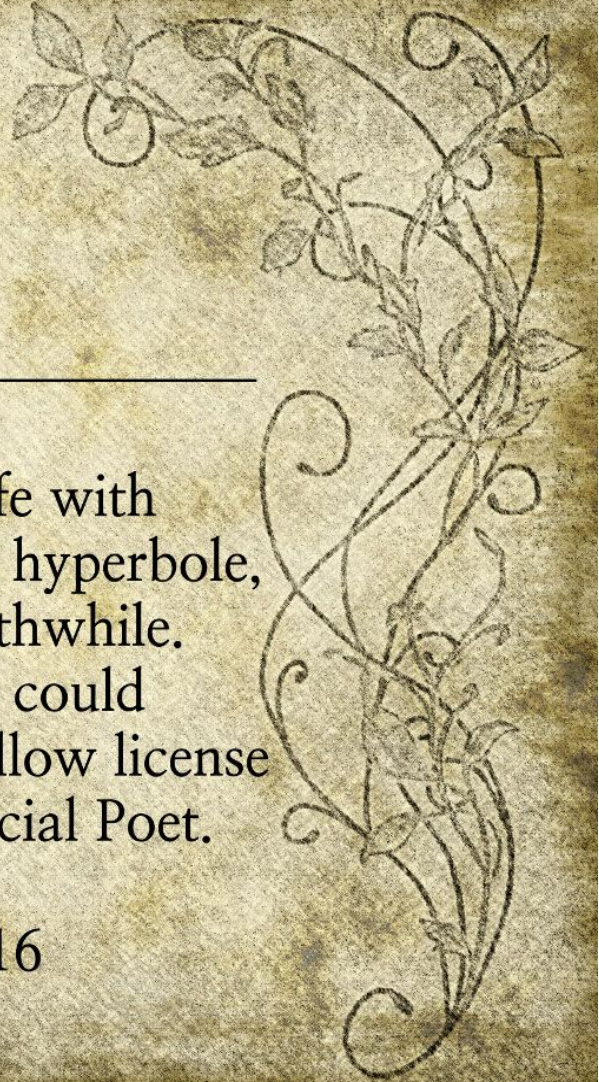 fe with
hyperbole,
thwhile.
could
llow license
cial Poet.
16